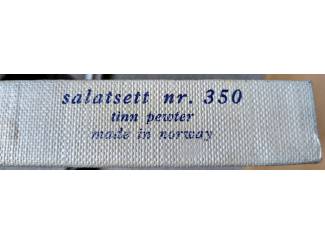 salatsett nr. 350
tinn pewter
made in norway